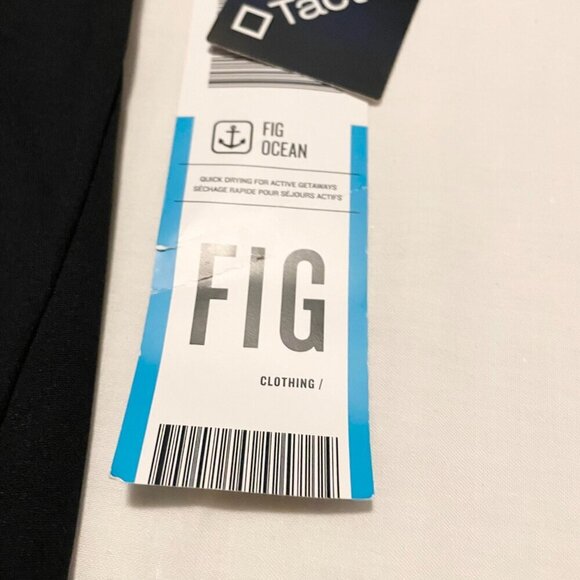 FIG
OCEAN
QUICK DRYING FOR ACTIVE GETAWAYS
SÉCHAGE RAPIDE POUR SÉJOURS ACTIFS
FIG
CLOTHING /